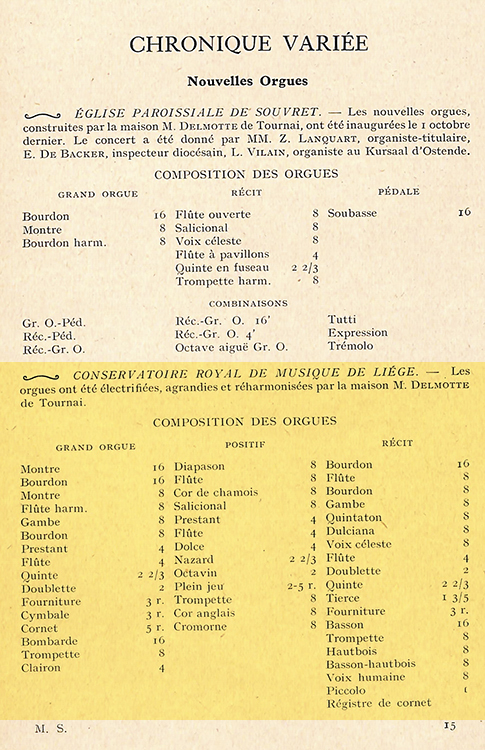 CHRONIQUE VARIÉE
Nouvelles Orgues
ÉGLISE PAROISSIALE DE SOUVRET. — Les nouvelles orgues,
construites par la maison M. DELMOTTE de Tournai, ont été inaugurées le 1 octobre
dernier. Le concert a été donné par MM. Z. LANQUART, organiste-titulaire,
E. DE BACKER, inspecteur diocésain, L. VILAIN, organiste au Kursaal d'Ostende.
COMPOSITION DES ORGUES
GRAND ORGUE RÉCIT PÉDALE
Bourdon 16 Flûte ouverte 8 Soubasse 16
Montre 8 Salicional 8
Bourdon harm. 8 Voix céleste 8
Flûte à pavillons 4
Quinte en fuseau 2 2/3
Trompette harm. - 8
COMBINAISONS
Gr. O.-Péd. Réc.-Gr. O. 16' Tutti
Réc.-Péd. Réc.-Gr. O. 4' Expression
Réc.-Gr. O. Octave aiguë Gr. O. Trémolo
CONSERVATOIRE ROYAL DE MUSIQUE DE LIÉGE. — Les
orgues ont été électrifiées, agrandies et réharmonisées par la maison M. DELMOTTE
de Tournai.
COMPOSITION DES ORGUES
GRAND ORGUE POSITIF RÉCIT
Montre 16 Diapason 8 Bourdon 16
Bourdon 16 Flûte 8 Flûte 8
Montre 8 Cor de chamois 8 Bourdon 8
Flûte harm. 8 Salicional 8 Gambe 8
Gambe 8 Prestant 4 Quintaton 8
Bourdon 8 Flûte 4 Dulciana 8
Prestant 4 Dolce 4 Voix céleste 8
Flûte 4 Nazard 2 2/3 Flûte 4
Quinte 2 2/3 Octavin 2 Doublette 2
Doublette 2 Plein jeu 2-5 r. Quinte 2 2/3
Fourniture 3 r. Trompette 8 Tierce 1 3/5
Cymbale 3 r. Cor anglais 8 Fourniture 3 r.
Cornet 5 r. Cromorne 8 Basson 16
Bombarde 16 Trompette 8
Trompette 8 Hautbois 8
Clairon 4 Basson-hautbois 8
Voix humaine 8
Piccolo 1
Régistre de cornet
M. S. 15